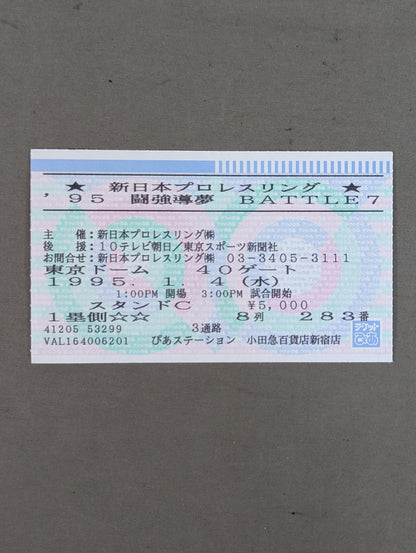 ★ 新日本プロレスリング ★
'95 闘強導夢 BATTLE7
主 催：新日本プロレスリング㈱
後 援：10テレビ朝日／東京スポーツ新聞社
お問合せ：新日本プロレスリング㈱ 03-3405-3111
東京ドーム 40ゲート
1995. 1. 4 (水)
1:00PM 開場 3:00PM 試合開始
スタンドC ¥5,000
1塁側☆☆ 3通路 8列 283番
41205 53299
VAL164006201 ぴあステーション 小田急百貨店新宿店
チケット
ぴあ